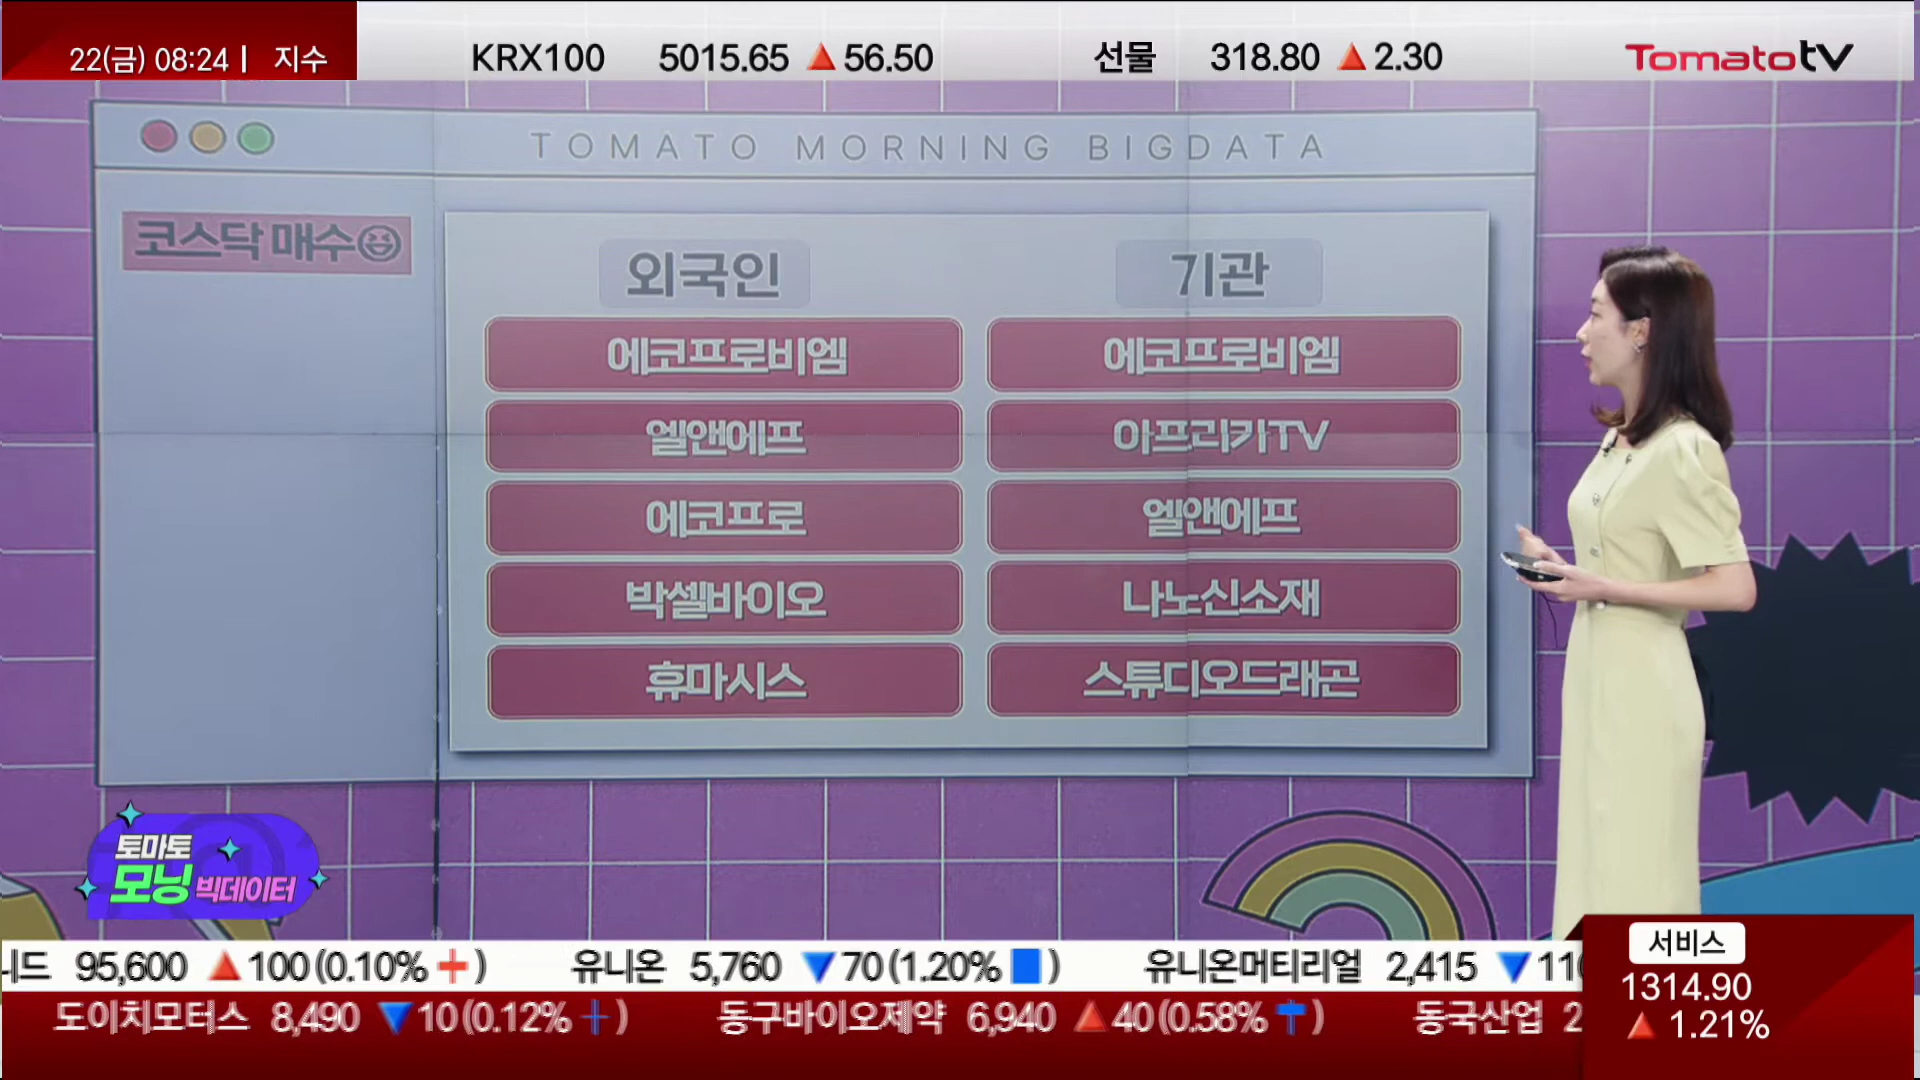 22(금) 08:24 | 지수
KRX100 5015.65 ▲ 56.50 선물 318.80 ▲ 2.30
Tomatotv
TOMATO MORNING BIGDATA
코스닥 매수
외국인 기관
에코프로비엠 에코프로비엠
엘앤에프 아프리카TV
에코프로 엘앤에프
박셀바이오 나노신소재
휴마시스 스튜디오드래곤
토마토
모닝 빅데이터
니드 95,600 ▲100(0.10%) 유니온 5,760 ▼70(1.20%) 유니온머티리얼 2,415 ▼11
도이치모터스 8,490 ▼10(0.12%) 동구바이오제약 6,940 ▲40(0.58%) 동국산업 2
서비스
1314.90
▲ 1.21%